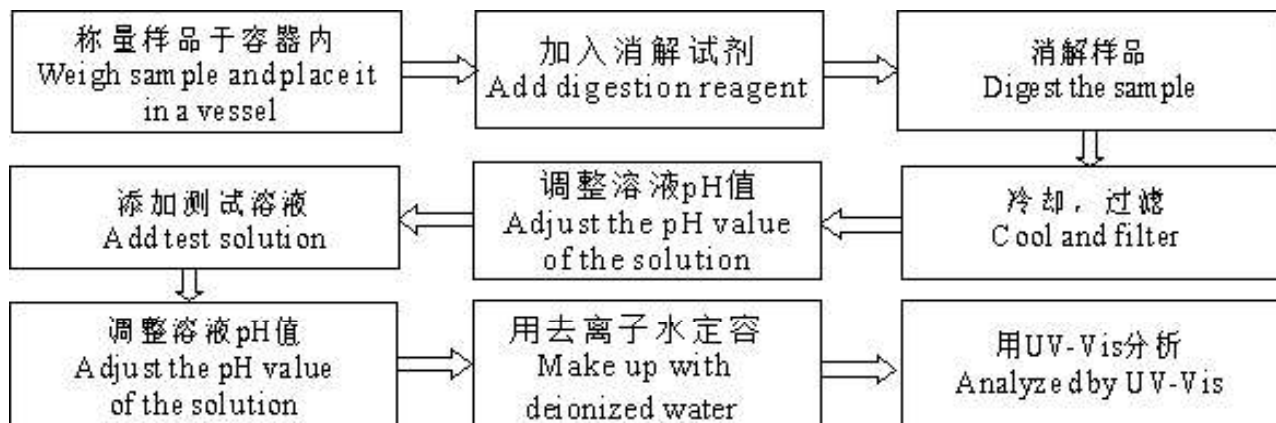 称量样品于容器内
Weigh sample and place it
in a vessel
加入消解试剂
Add digestion reagent
消解样品
Digest the sample
冷却，过滤
Cool and filter
调整溶液pH值
Adjust the pH value
of the solution
添加测试溶液
Add test solution
调整溶液pH值
Adjust the pH value
of the solution
用去离子水定容
Make up with
deionized water
用UV-Vis分析
Analyzed by UV-Vis